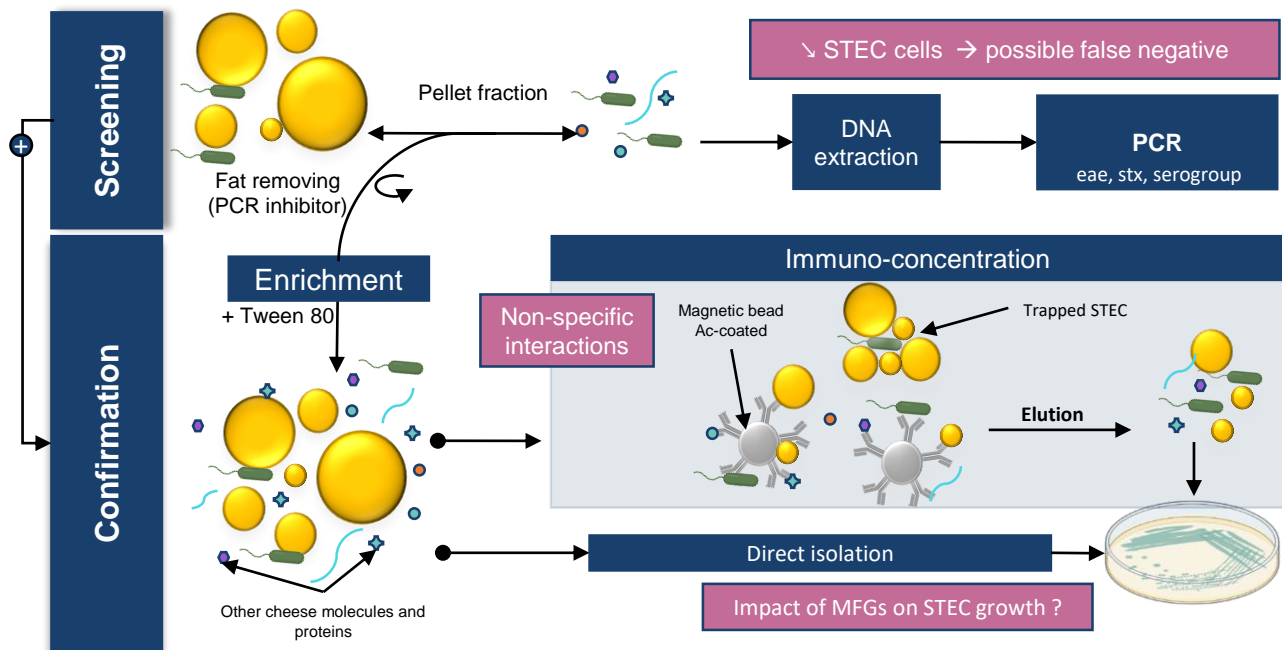 Screening
↘ STEC cells → possible false negative
Pellet fraction
DNA
extraction
PCR
eae, stx, serogroup
+
Fat removing
(PCR inhibitor)
Confirmation
Enrichment
+ Tween 80
Immuno-concentration
Non-specific
interactions
Magnetic bead
Ac-coated
Trapped STEC
Elution
Direct isolation
Impact of MFGs on STEC growth ?
Other cheese molecules and
proteins